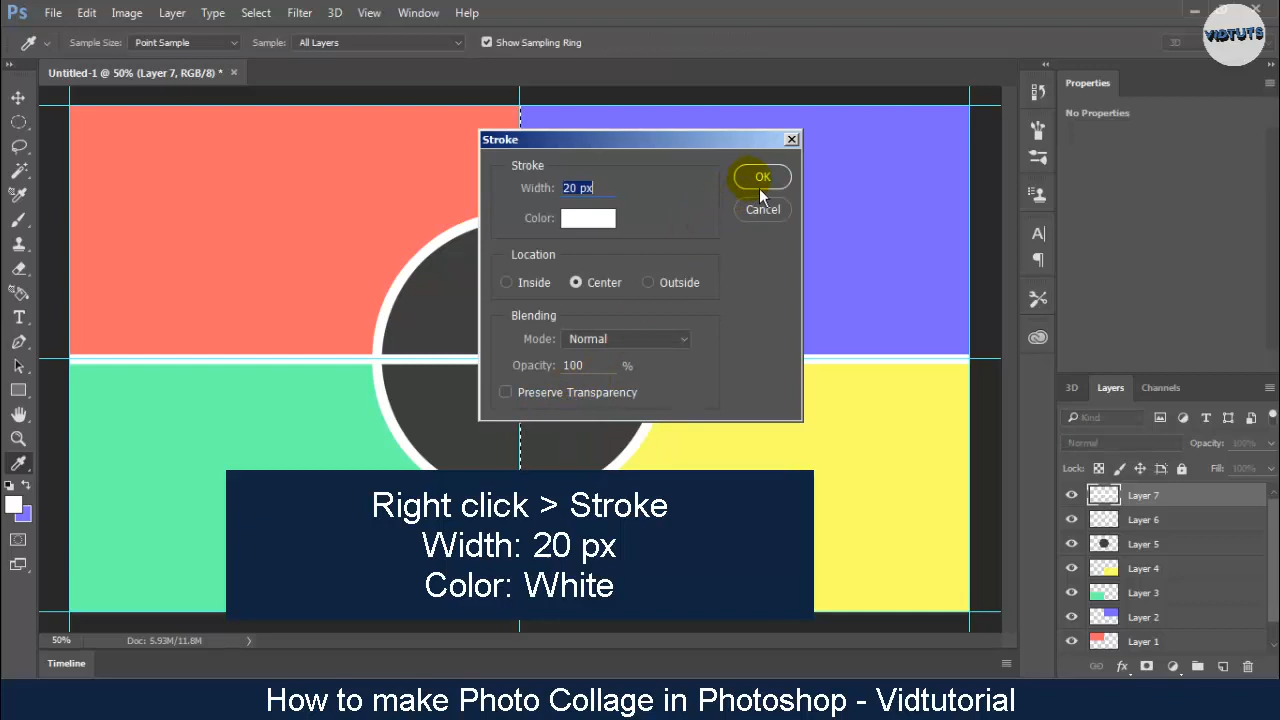 Ps File Edit Image Layer Type Select Filter 3D View Window Help
VIDTUTS
Sample Size: Point Sample Sample: All Layers Show Sampling Ring 3D
Untitled-1 @ 50% (Layer 7, RGB/8) * ×
Properties
No Properties
Stroke
Stroke
Width: 20 px
Color:
OK
Cancel
Location
Inside Center Outside
Blending
Mode: Normal
Opacity: 100 %
Preserve Transparency
3D Layers Channels
Kind
Normal Opacity: 100%
Lock: Fill: 100%
Layer 7
Layer 6
Layer 5
Layer 4
Layer 3
Layer 2
Layer 1
fx
Right click > Stroke
Width: 20 px
Color: White
50% Doc: 5.93M/11.8M
Timeline
How to make Photo Collage in Photoshop - Vidtutorial